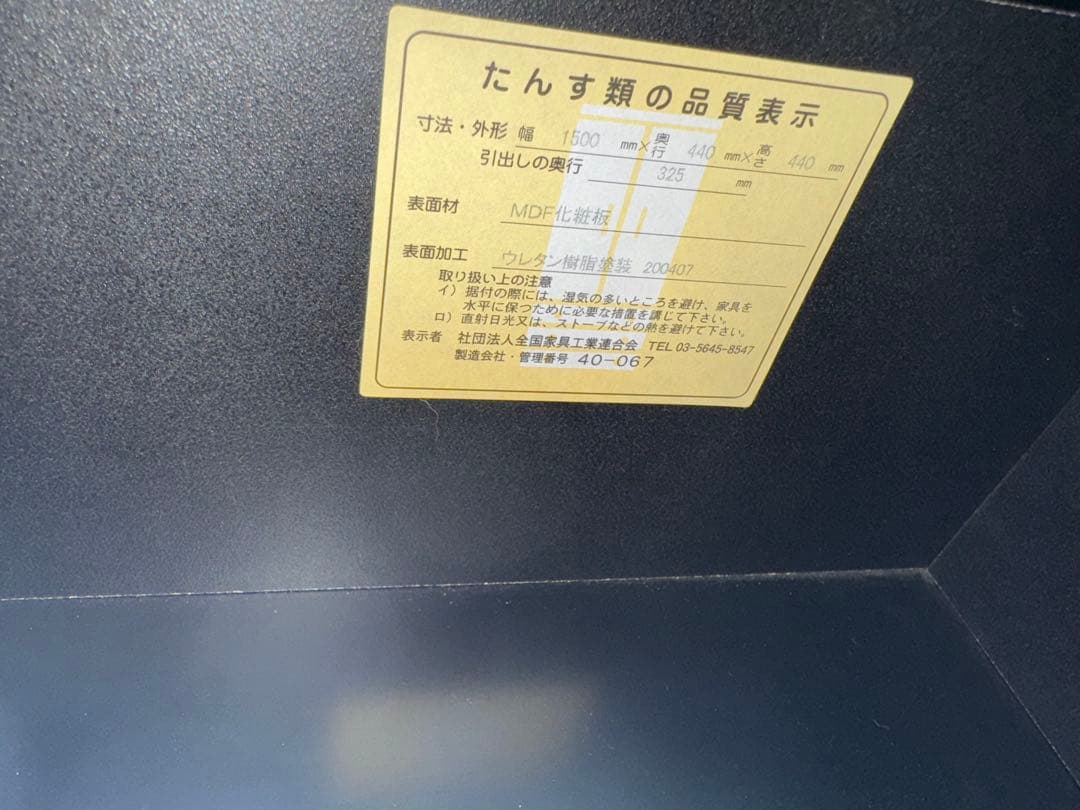 たんす類の品質表示
寸法・外形 幅 1500 mm×奥行 440 mm×高さ 440 mm
引出しの奥行 325 mm
表面材 MDF化粧板
表面加工 ウレタン樹脂塗装 200407
取り扱い上の注意
イ）据付の際には、湿気の多いところを避け、家具を
水平に保つために必要な措置を講じて下さい。
ロ）直射日光又は、ストーブなどの熱を避けて下さい。
表示者 社団法人全国家具工業連合会 TEL 03-5645-8547
製造会社・管理番号 40-067